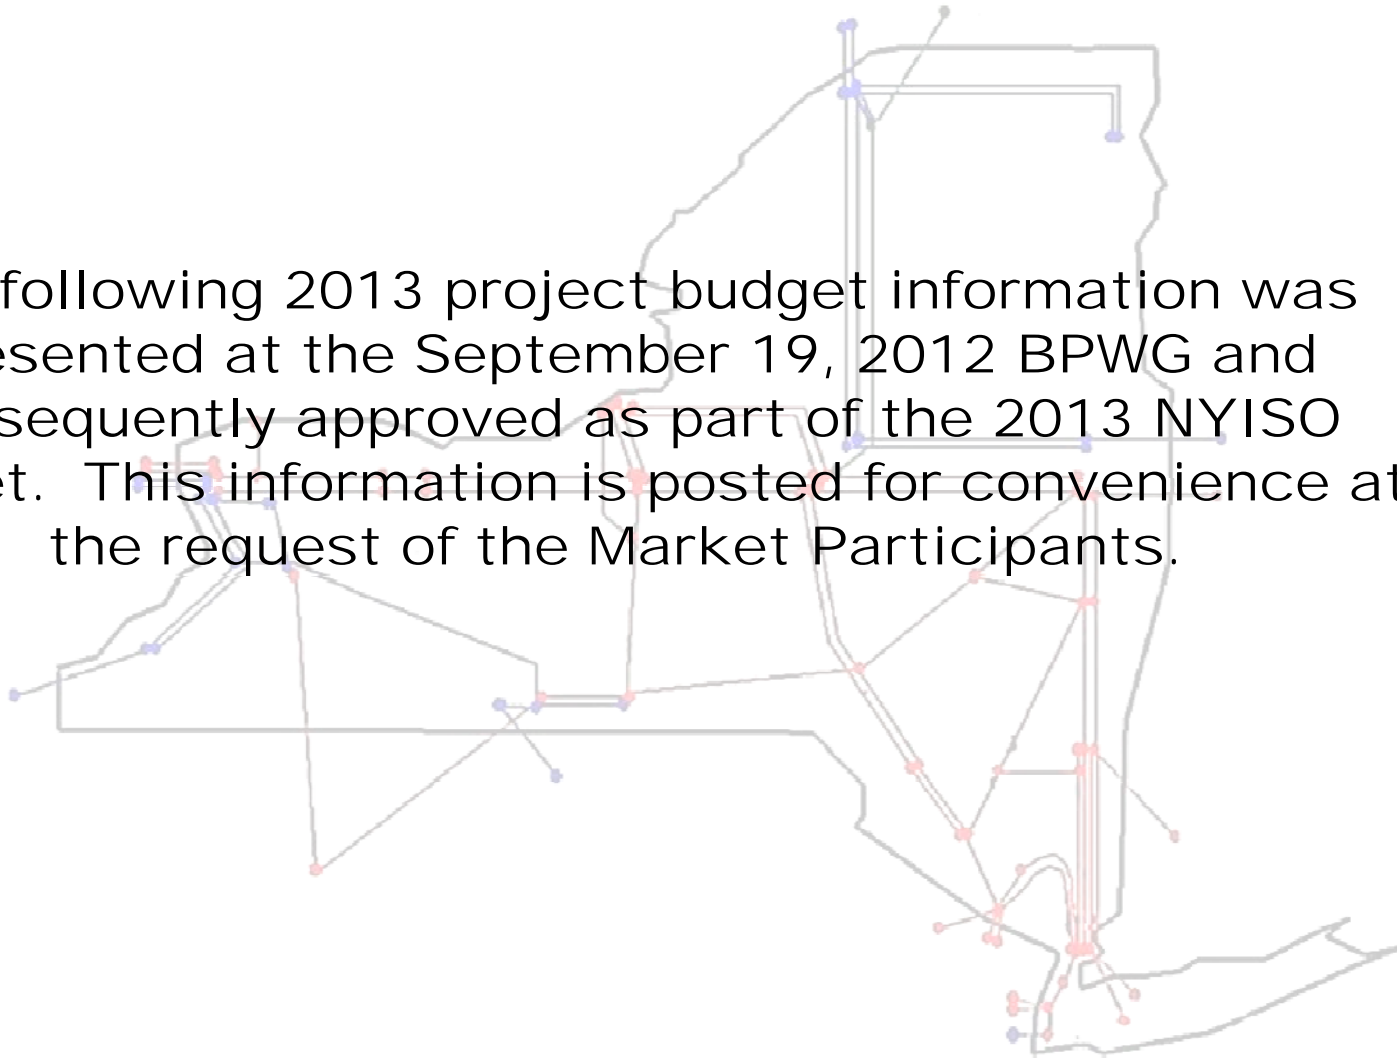 following 2013 project budget information was
esented at the September 19, 2012 BPWG and
sequently approved as part of the 2013 NYISO
et. This information is posted for convenience at
the request of the Market Participants.